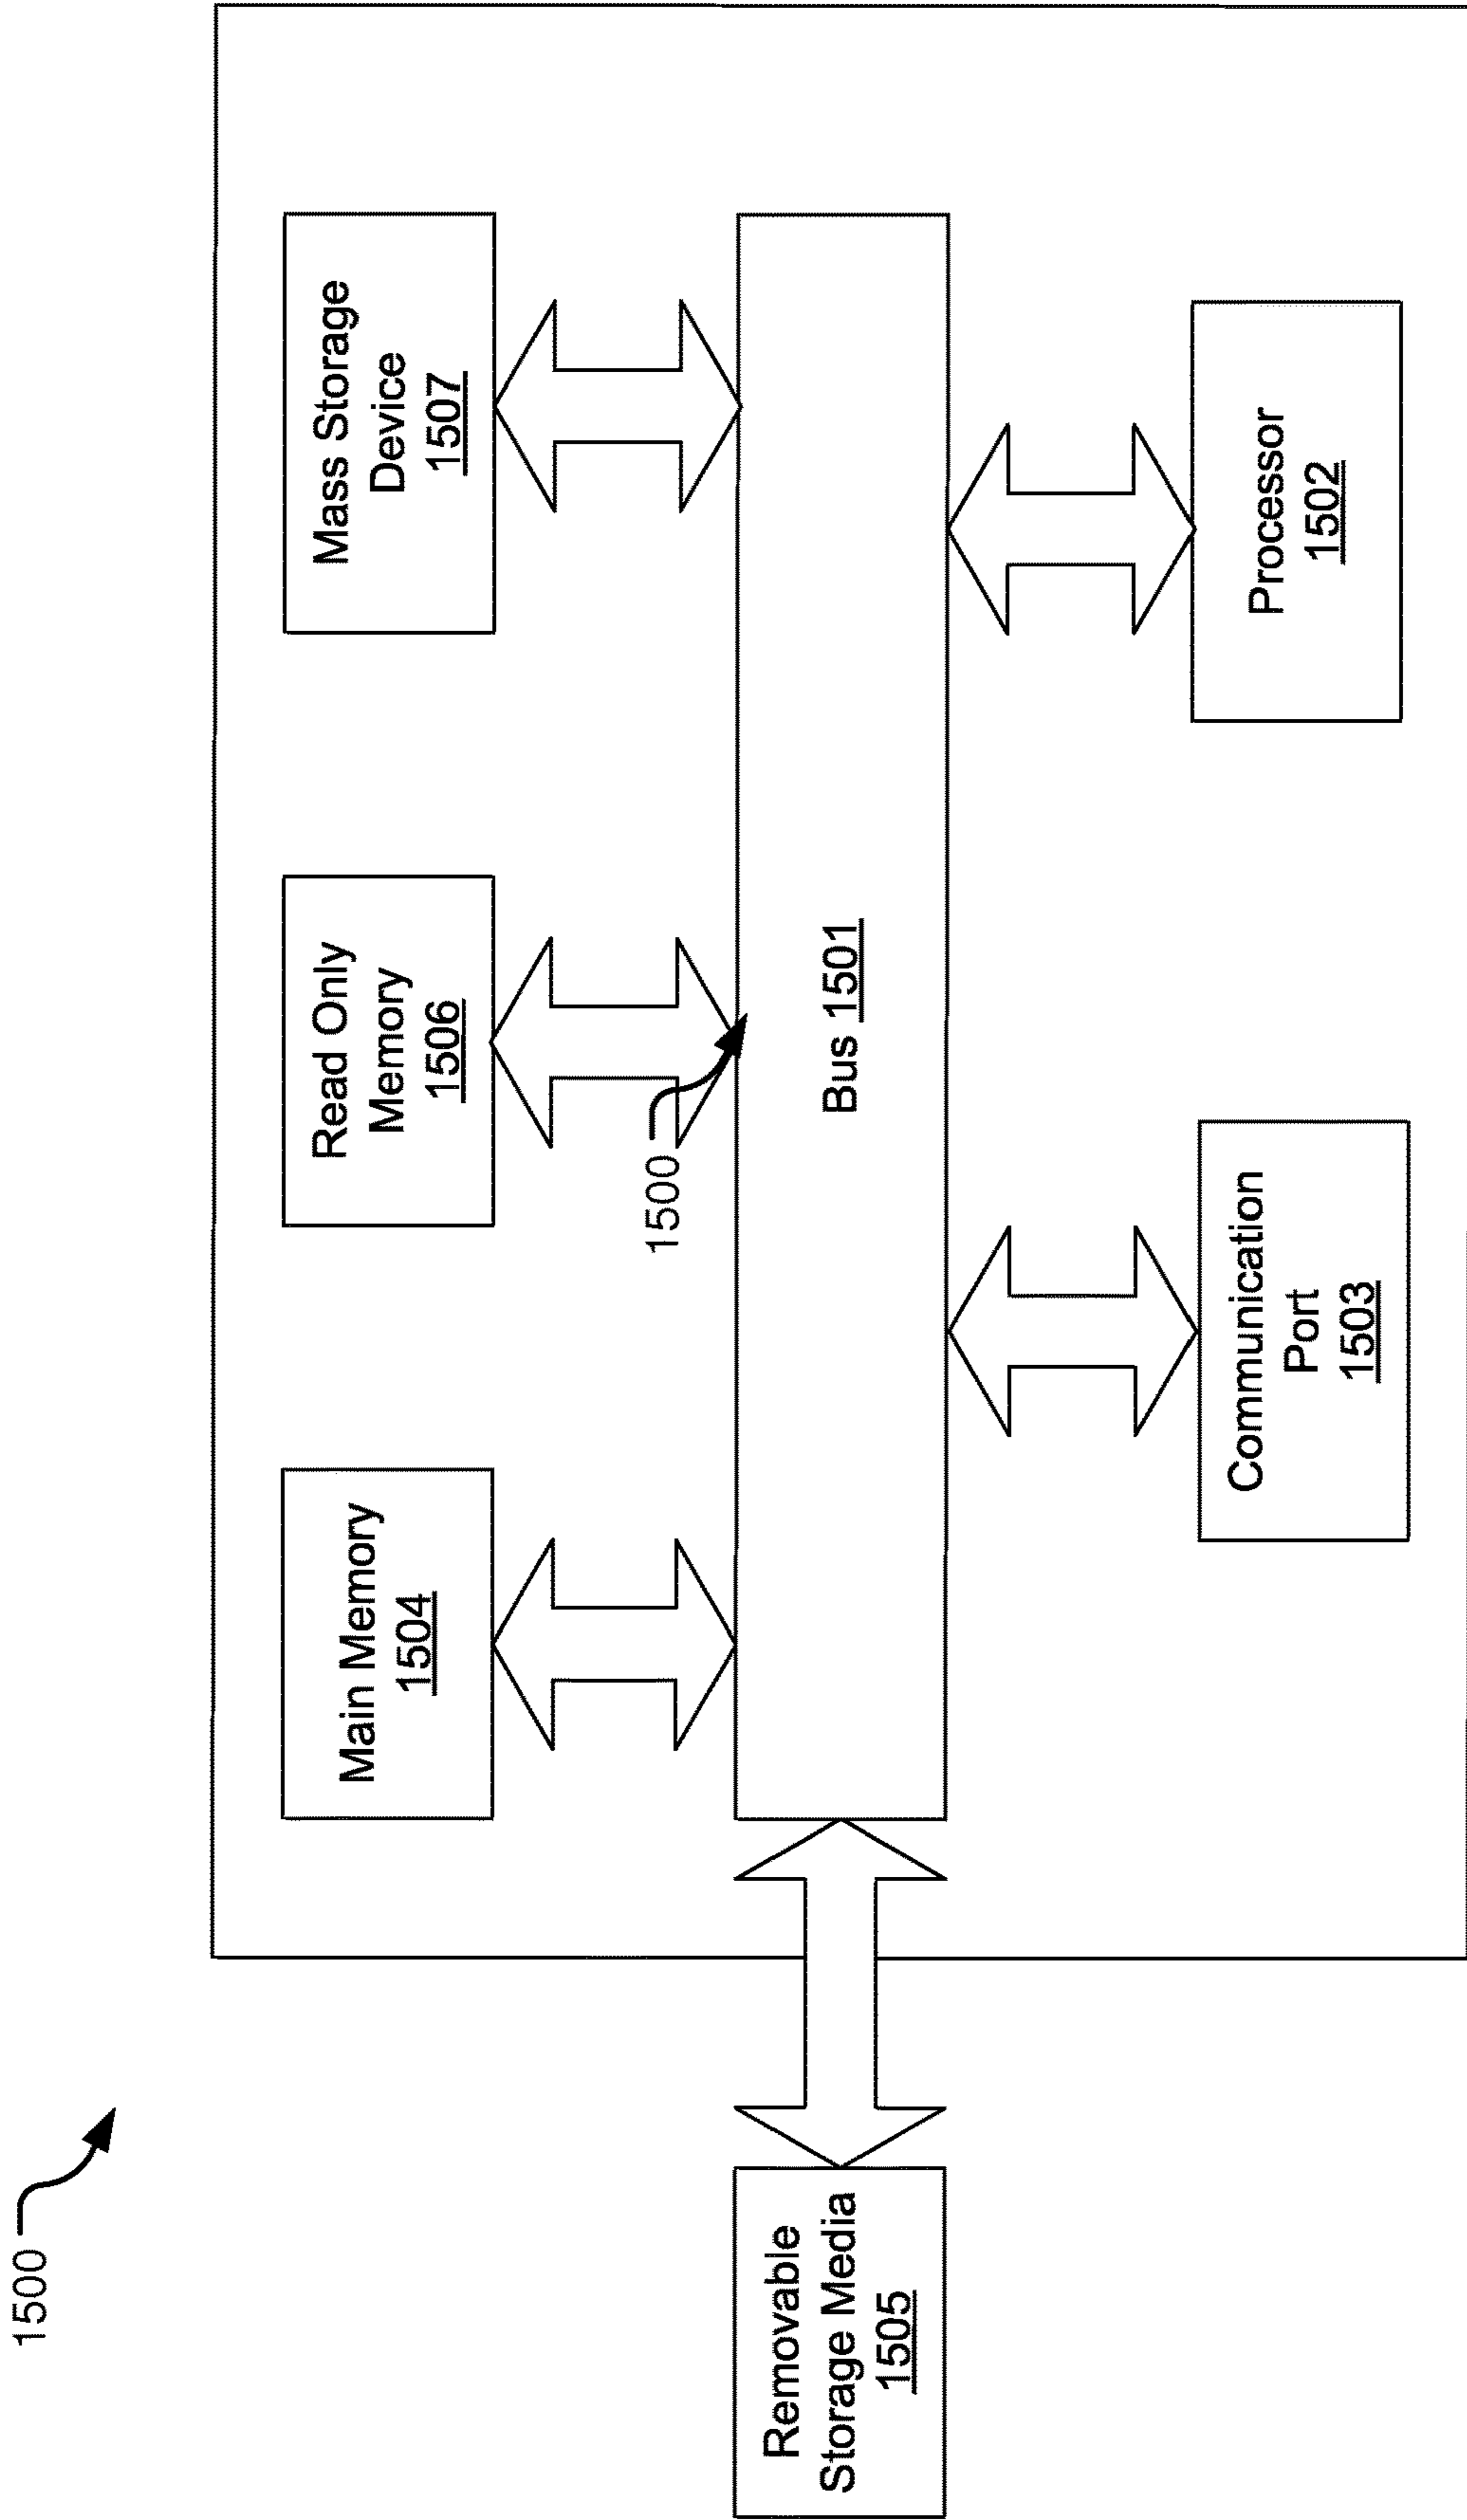 1500
Main Memory
1504
Read Only
Memory
1506
Mass Storage
Device
1507
1500
Removable
Storage Media
1505
Bus 1501
Communication
Port
1503
Processor
1502